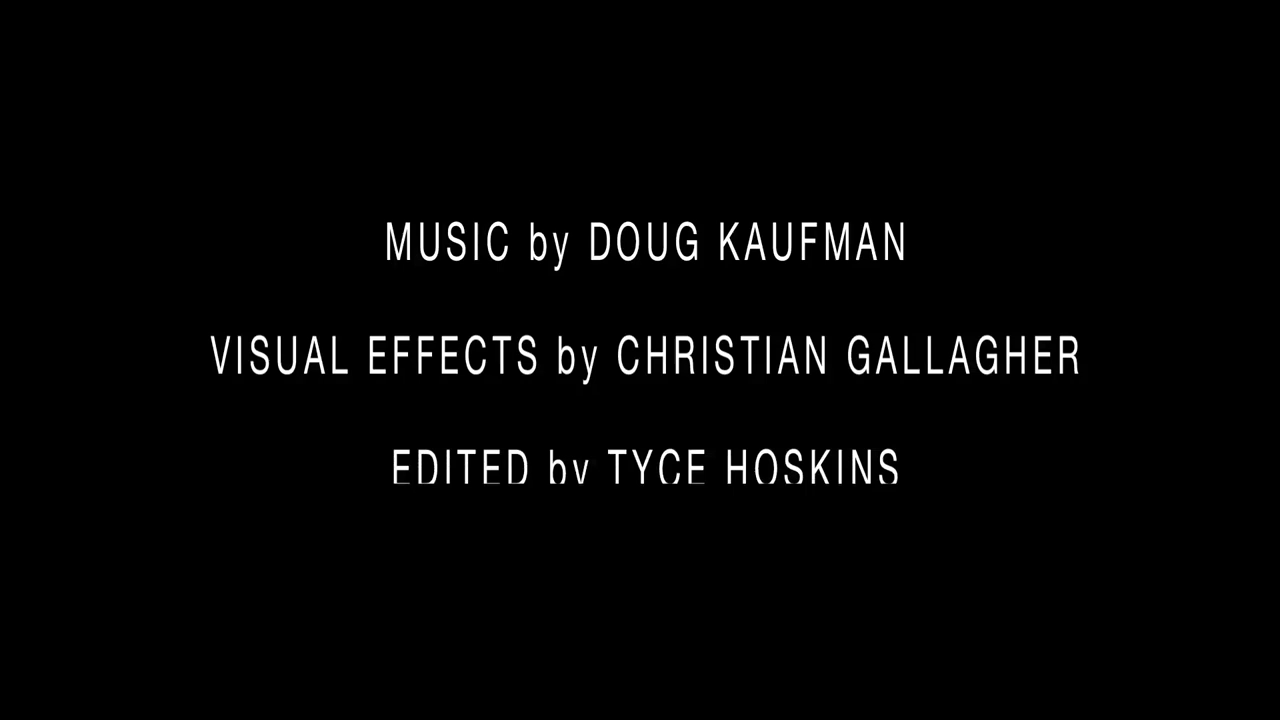 MUSIC by DOUG KAUFMAN
VISUAL EFFECTS by CHRISTIAN GALLAGHER
EDITED by TYCE HOSKINS